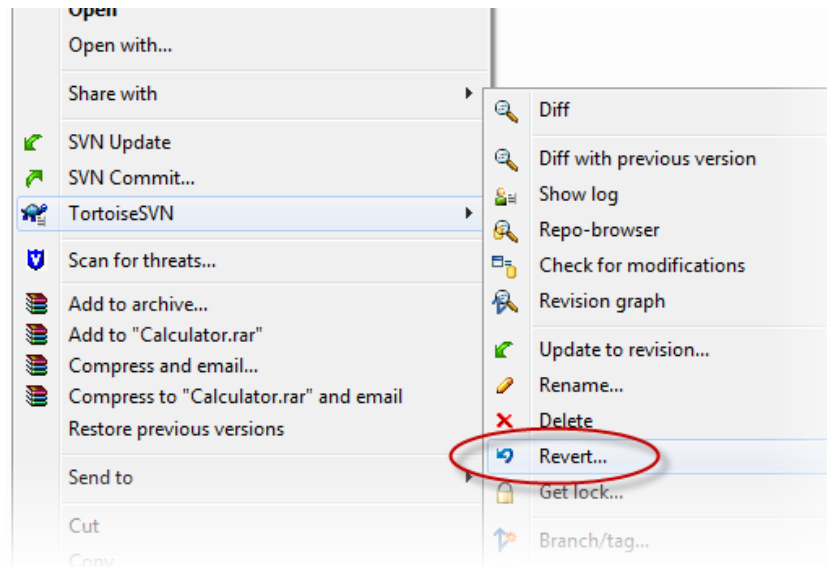 Open
Open with...
Share with
SVN Update
SVN Commit...
TortoiseSVN
Scan for threats...
Add to archive...
Add to "Calculator.rar"
Compress and email...
Compress to "Calculator.rar" and email
Restore previous versions
Send to
Cut
Copy
Diff
Diff with previous version
Show log
Repo-browser
Check for modifications
Revision graph
Update to revision...
Rename...
Delete
Revert...
Get lock...
Branch/tag...